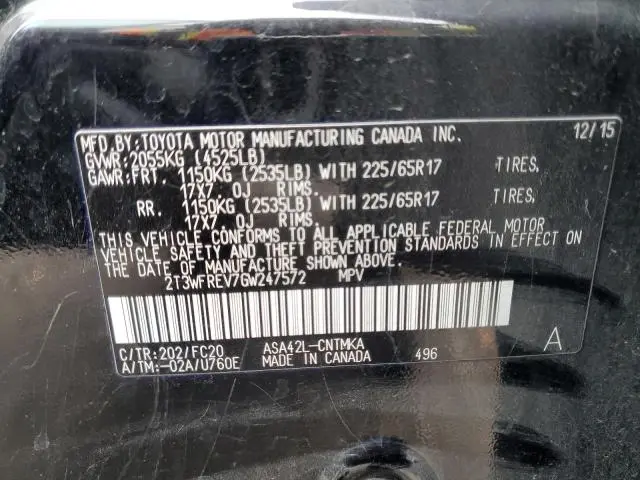 MFD.BY:TOYOTA MOTOR MANUFACTURING CANADA INC. 12/15
GVWR:2055KG (4525LB)
GAWR:FRT. 1150KG (2535LB) WITH 225/65R17 TIRES,
17X7.0J RIMS.
RR. 1150KG (2535LB) WITH 225/65R17 TIRES,
17X7.0J RIMS.
THIS VEHICLE CONFORMS TO ALL APPLICABLE FEDERAL MOTOR
VEHICLE SAFETY AND THEFT PREVENTION STANDARDS IN EFFECT ON
THE DATE OF MANUFACTURE SHOWN ABOVE.
2T3WFREV7GW247572 MPV
C/TR:202/FC20 ASA42L-CNTMKA A
A/TM:-02A/U760E MADE IN CANADA 496